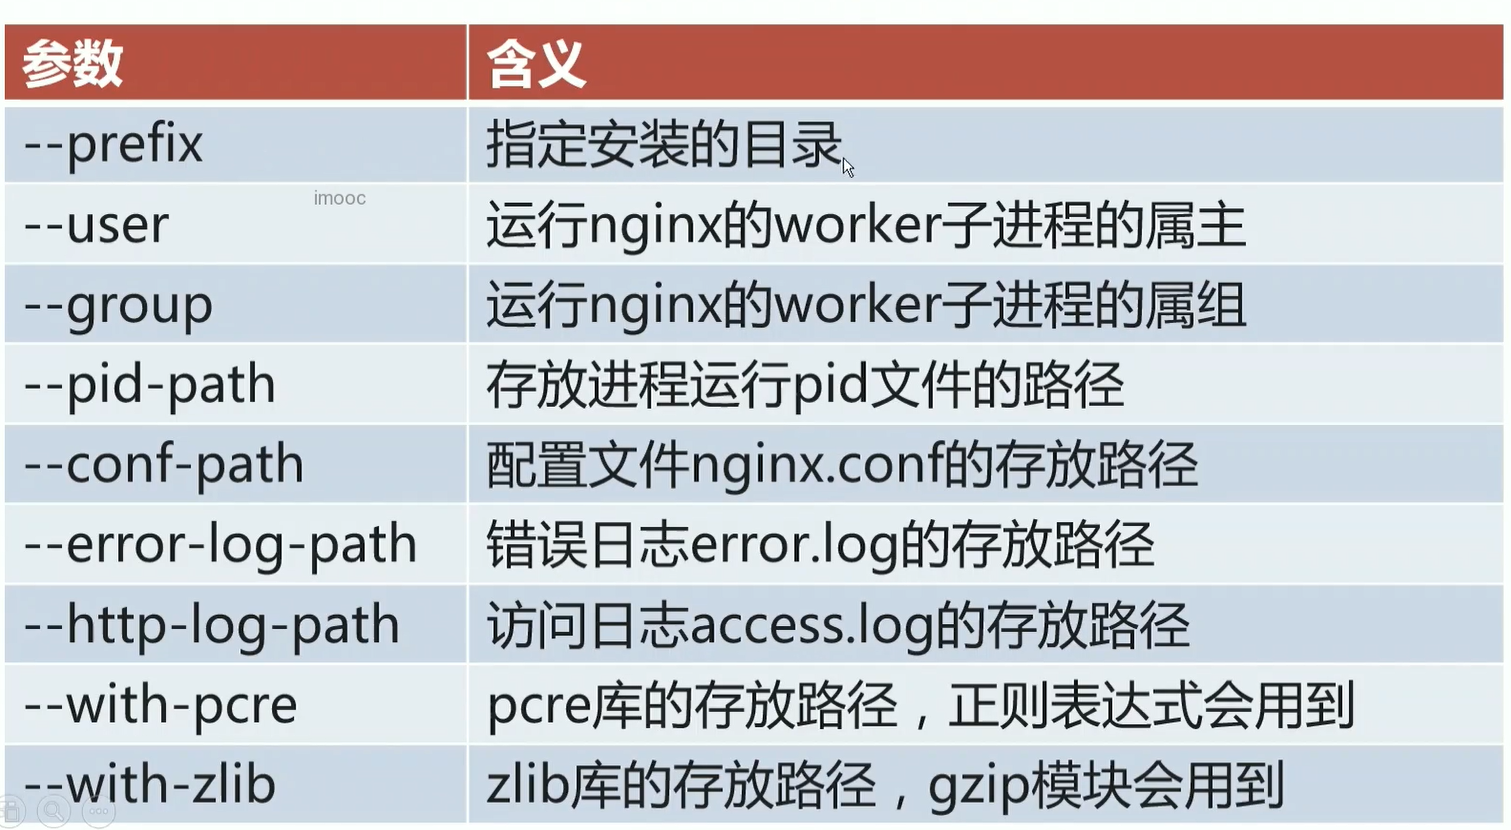 参数 含义
--prefix 指定安装的目录
imooc
--user 运行nginx的worker子进程的属主
--group 运行nginx的worker子进程的属组
--pid-path 存放进程运行pid文件的路径
--conf-path 配置文件nginx.conf的存放路径
--error-log-path 错误日志error.log的存放路径
--http-log-path 访问日志access.log的存放路径
--with-pcre pcre库的存放路径，正则表达式会用到
--with-zlib zlib库的存放路径，gzip模块会用到